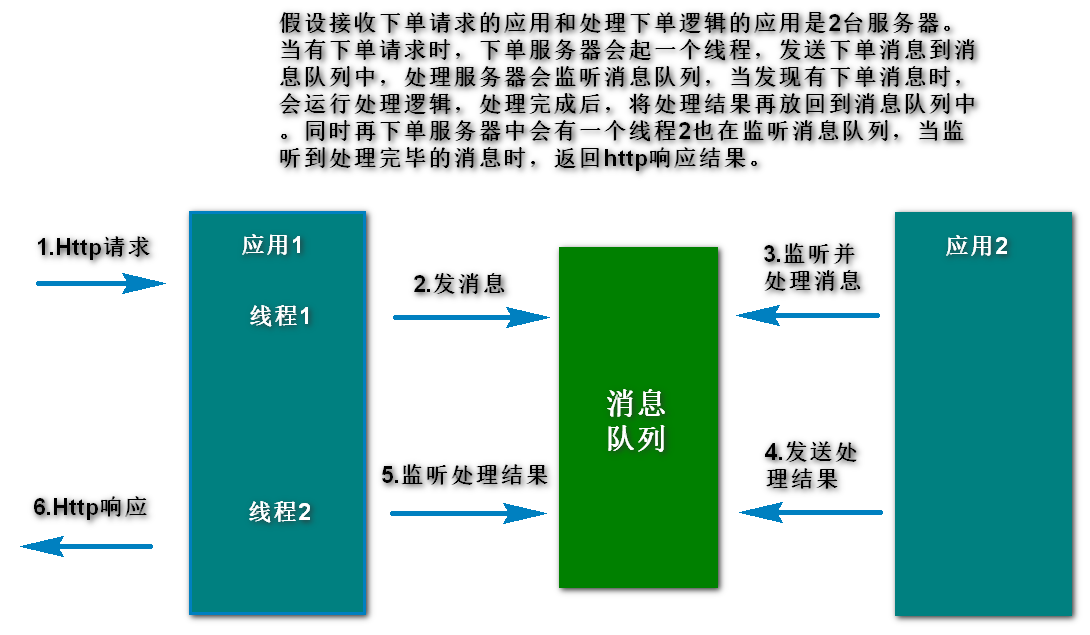 假设接收下单请求的应用和处理下单逻辑的应用是2台服务器。
当有下单请求时，下单服务器会起一个线程，发送下单消息到消
息队列中，处理服务器会监听消息队列，当发现有下单消息时，
会运行处理逻辑，处理完成后，将处理结果再放回到消息队列中
。同时再下单服务器中会有一个线程2也在监听消息队列，当监
听到处理完毕的消息时，返回http响应结果。
1.Http请求
应用1
线程1
2.发消息
3.监听并
处理消息
应用2
消息
队列
4.发送处
理结果
5.监听处理结果
线程2
6.Http响应